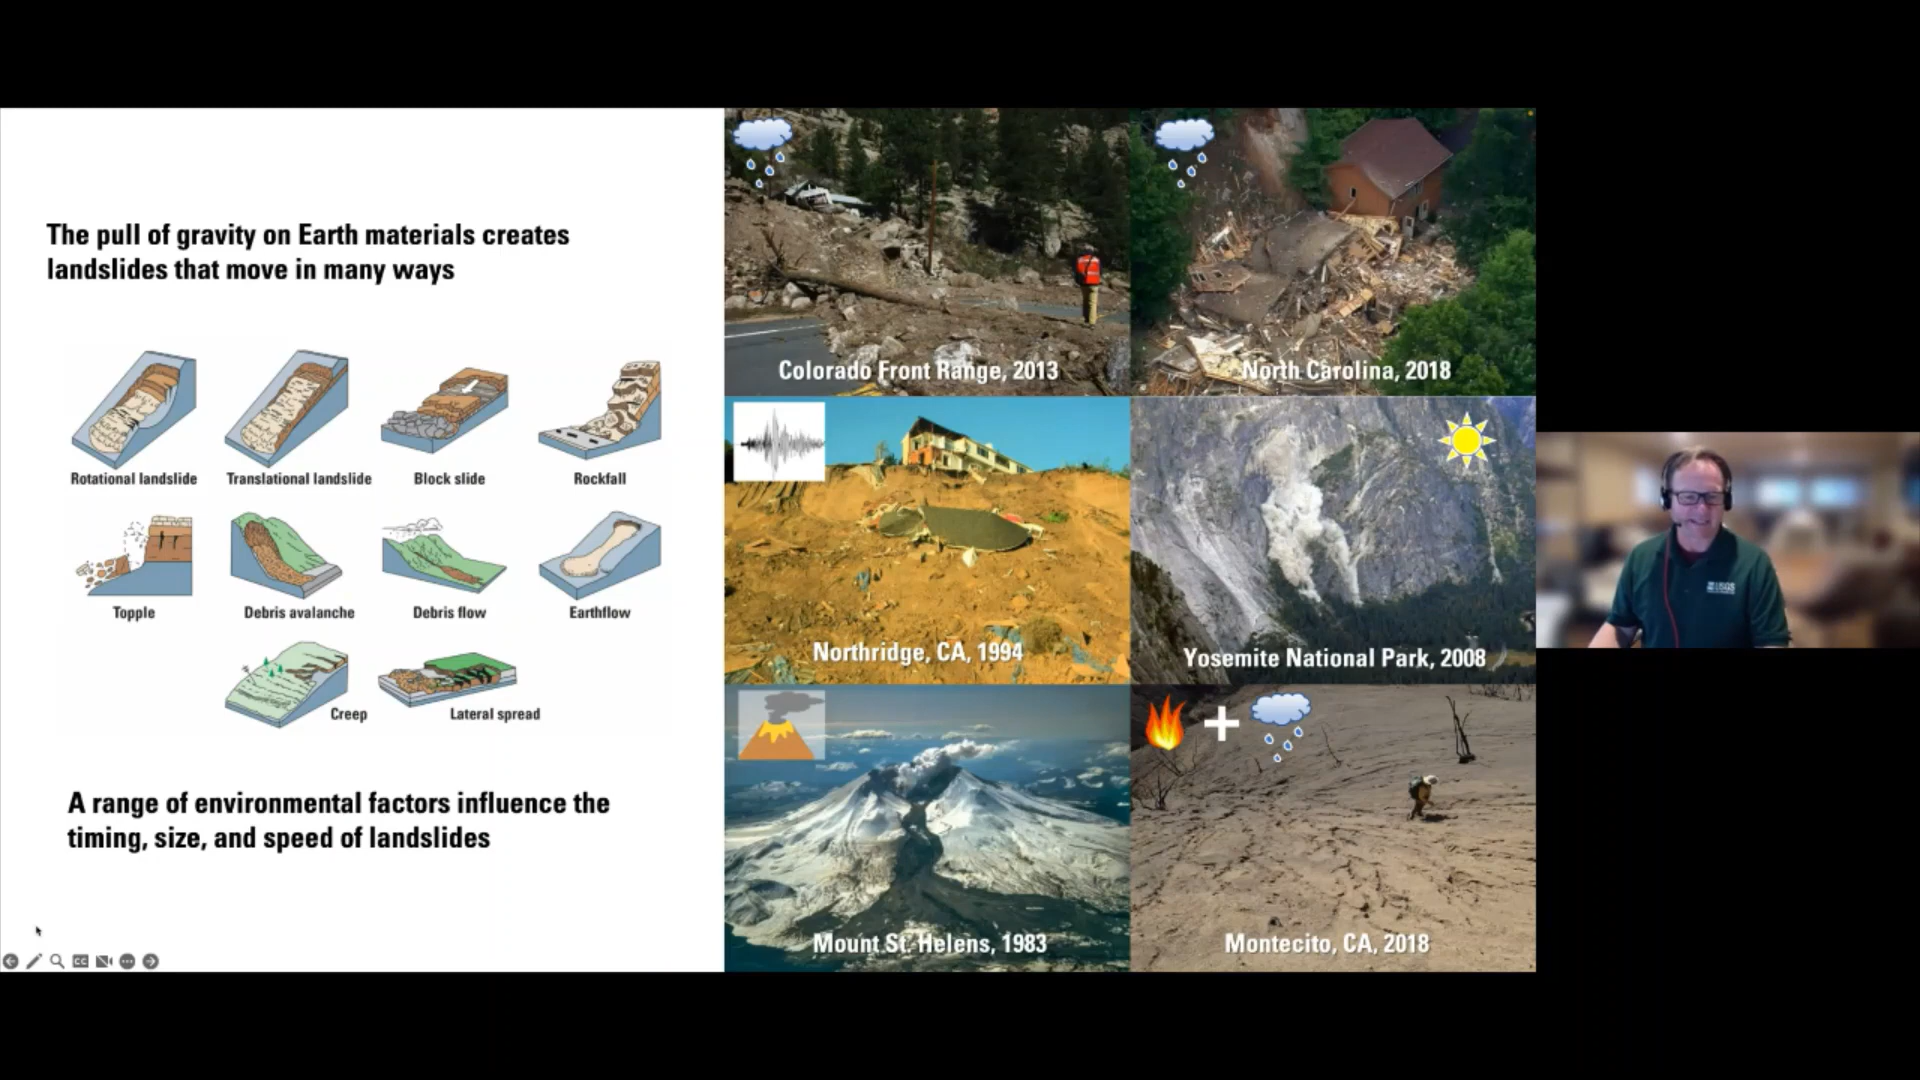 The pull of gravity on Earth materials creates
landslides that move in many ways
Rotational landslide
Translational landslide
Block slide
Rockfall
Topple
Debris avalanche
Debris flow
Earthflow
Creep
Lateral spread
A range of environmental factors influence the
timing, size, and speed of landslides
CC
Colorado Front Range, 2013
North Carolina, 2018
Northridge, CA, 1994
Yosemite National Park, 2008
Mount St. Helens, 1983
+
Montecito, CA, 2018
USGS